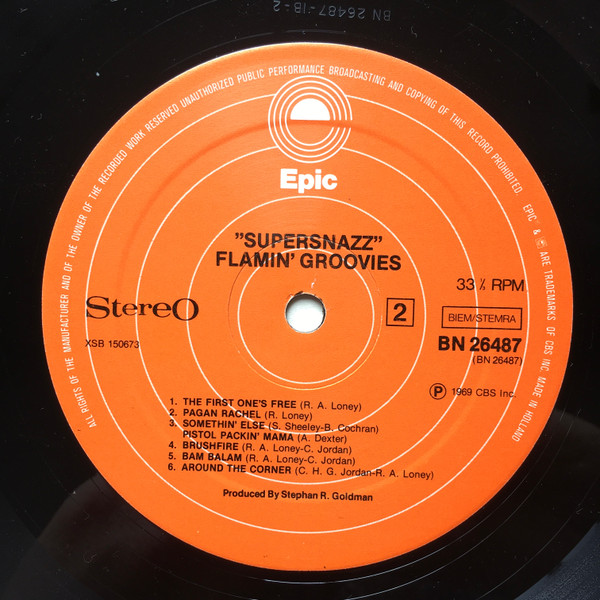 BN 26487-1B-2
ALL RIGHTS OF THE MANUFACTURER AND OF THE OWNER OF THE RECORDED WORK RESERVED UNAUTHORIZED PUBLIC PERFORMANCE BROADCASTING AND COPYING OF THIS RECORD PROHIBITED. EPIC & ARE TRADEMARKS OF CBS INC. MADE IN HOLLAND
Epic
"SUPERSNAZZ"
FLAMIN' GROOVIES
33 ⅓ RPM
StereO
2
BIEM/STEMRA
XSB 150673
BN 26487
(BN 26487)
Ⓟ 1969 CBS Inc.
1. THE FIRST ONE'S FREE (R. A. Loney)
2. PAGAN RACHEL (R. Loney)
3. SOMETHIN' ELSE (S. Sheeley-B. Cochran)
PISTOL PACKIN' MAMA (A. Dexter)
4. BRUSHFIRE (R. A. Loney-C. Jordan)
5. BAM BALAM (R. A. Loney-C. Jordan)
6. AROUND THE CORNER (C. H. G. Jordan-R. A. Loney)
Produced By Stephan R. Goldman